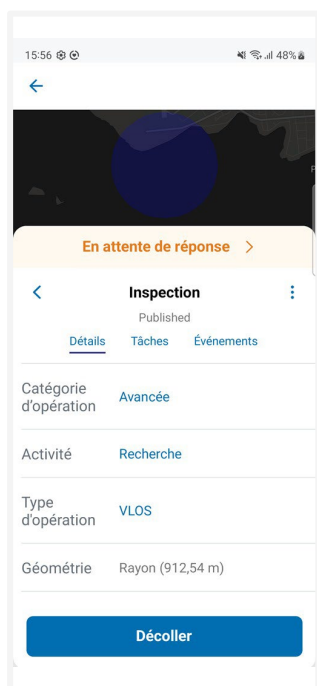 15:56 48%
En attente de réponse >
Inspection
Published
Détails Tâches Événements
Catégorie
d'opération Avancée
Activité Recherche
Type
d'opération VLOS
Géométrie Rayon (912,54 m)
Décoller